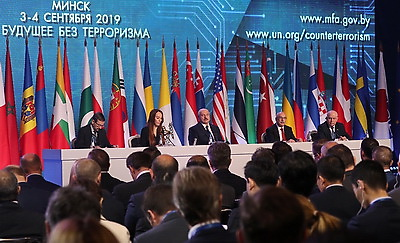 МИНСК
3-4 СЕНТЯБРЯ 2019
БУДУЩЕЕ БЕЗ ТЕРРОРИЗМА
www.mfa.gov.by
www.un.org/counterterrorism